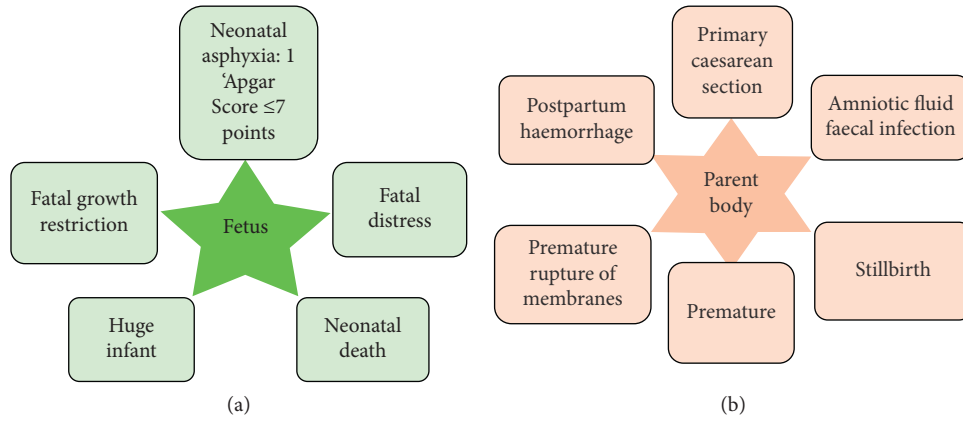 Neonatal
asphyxia: 1
‘Apgar
Score ≤7
points
Fatal growth
restriction
Fetus
Fatal
distress
Huge
infant
Neonatal
death
(a)
Primary
caesarean
section
Postpartum
haemorrhage
Amniotic fluid
faecal infection
Parent
body
Premature
rupture of
membranes
Premature
Stillbirth
(b)